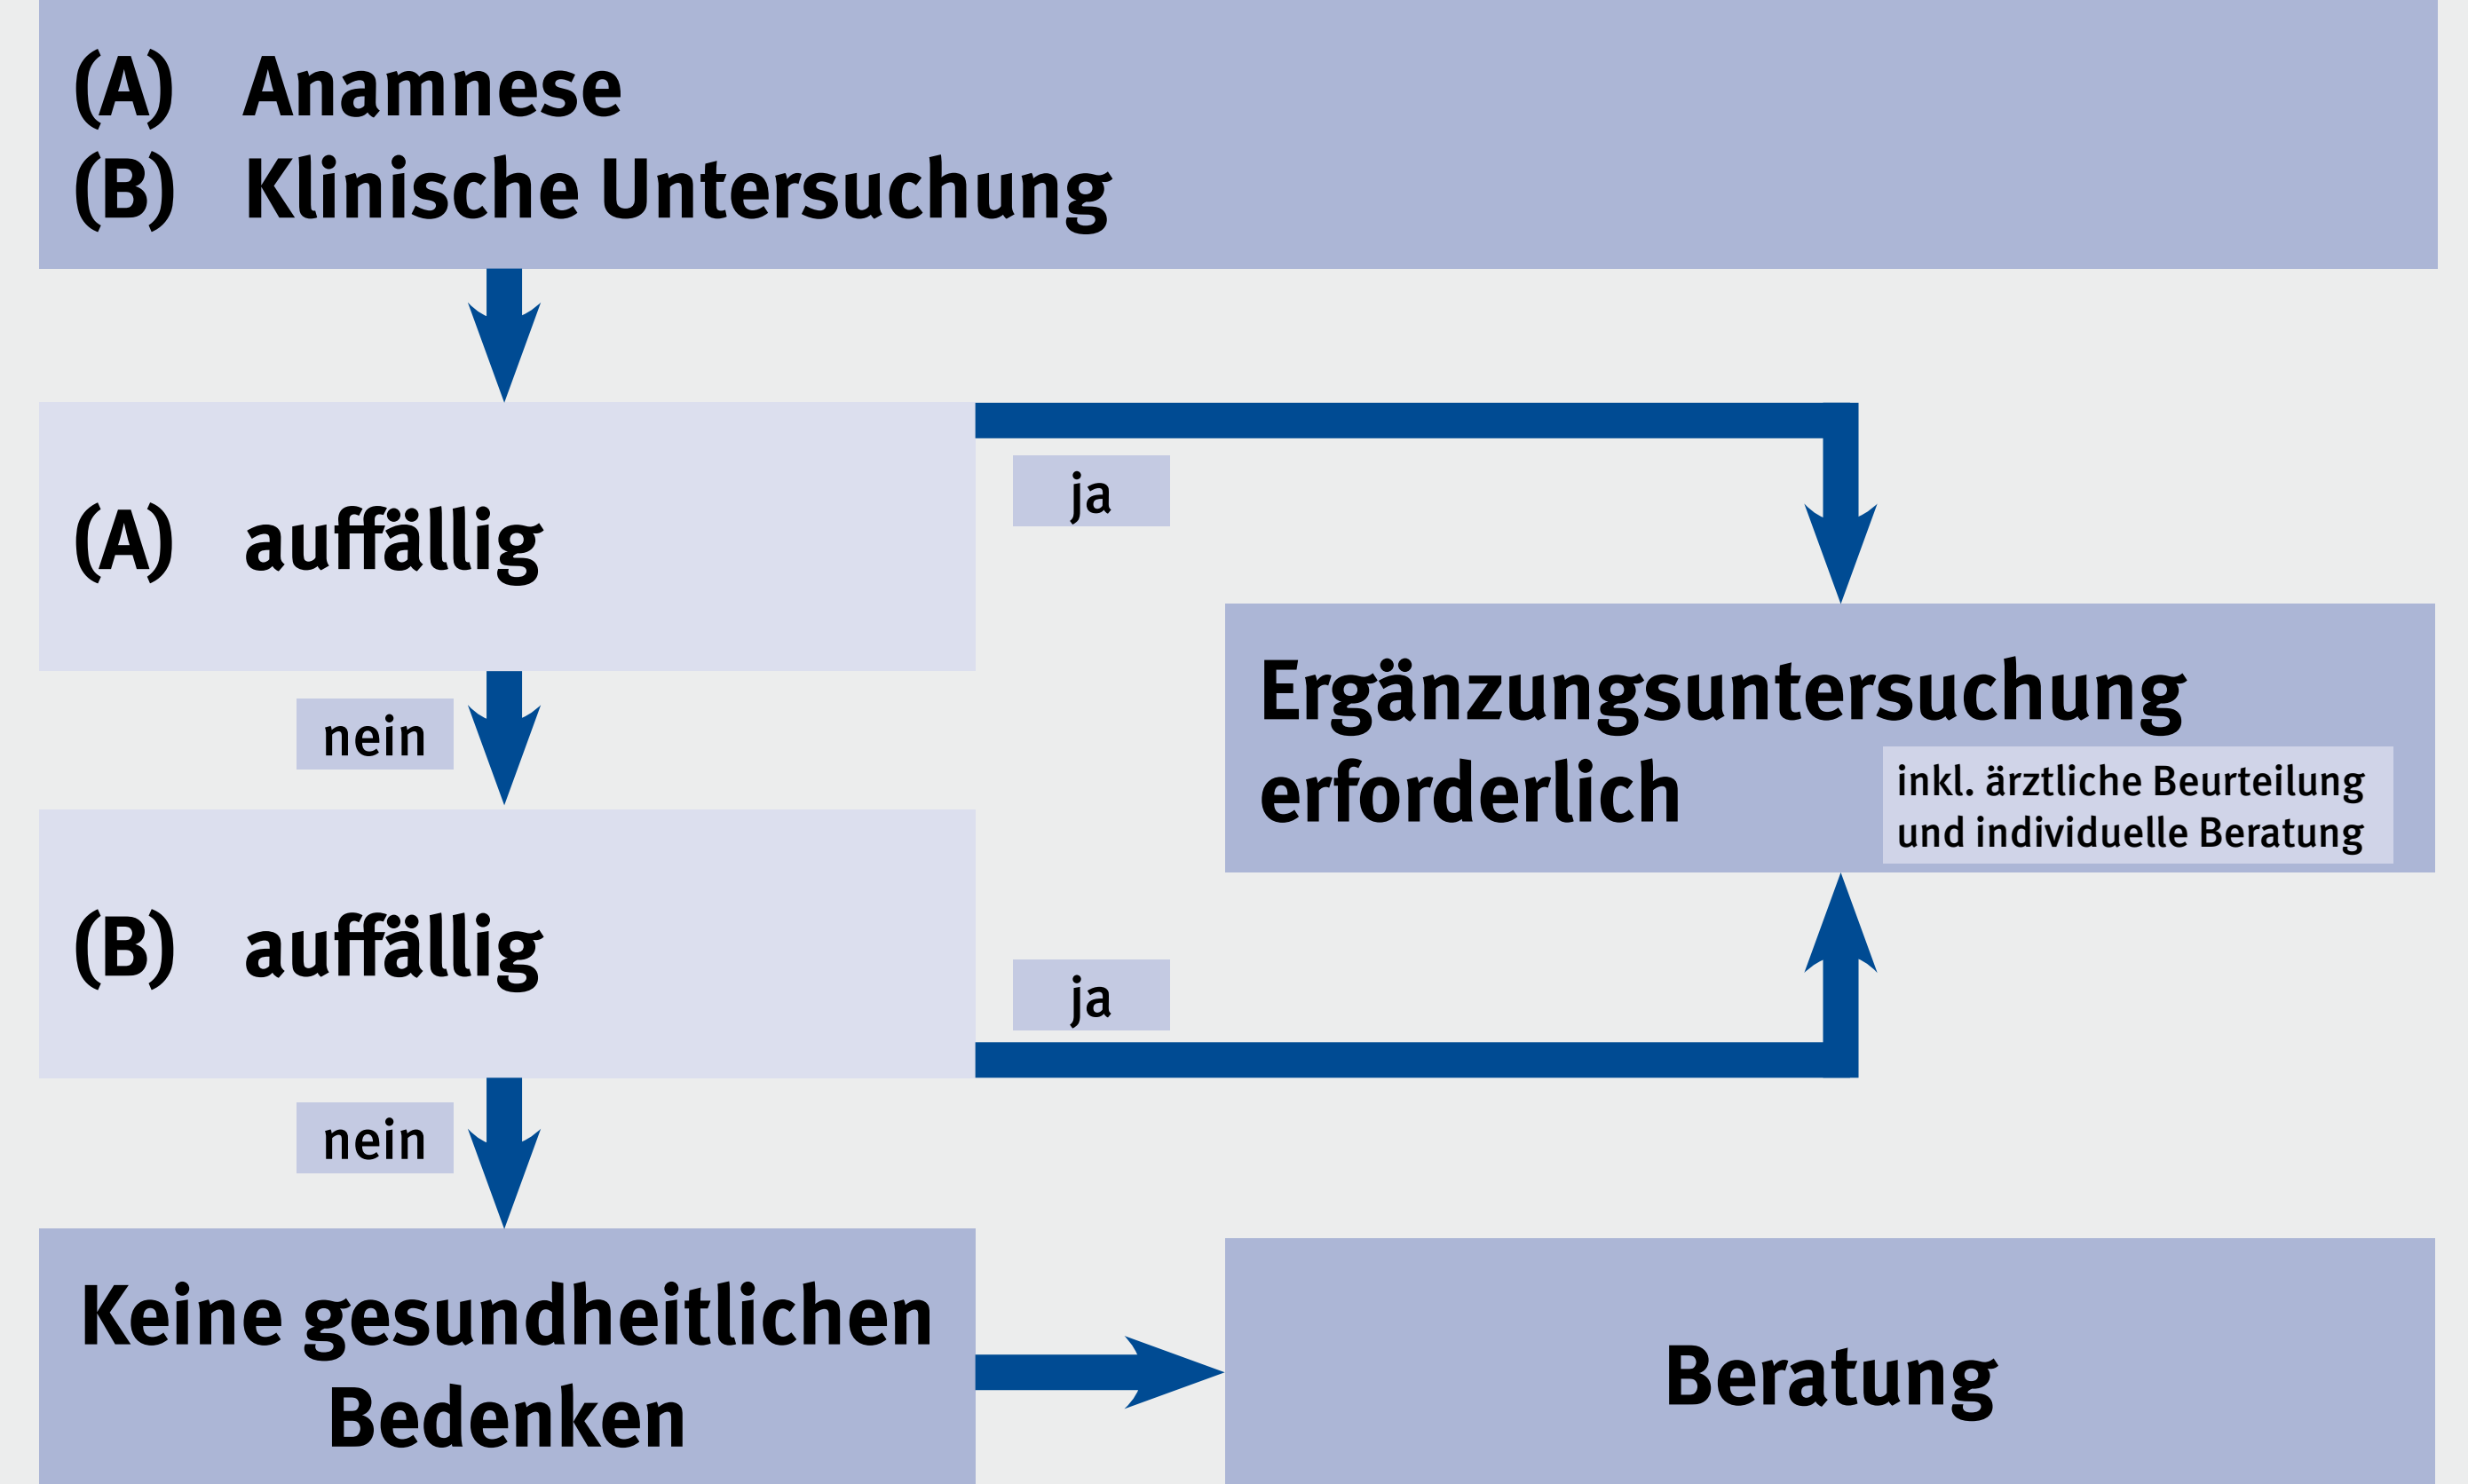 (A) Anamnese
(B) Klinische Untersuchung
(A) auffällig
ja
nein
Ergänzungsuntersuchung
erforderlich
inkl. ärztliche Beurteilung
und individuelle Beratung
(B) auffällig
ja
nein
Keine gesundheitlichen
Bedenken
Beratung